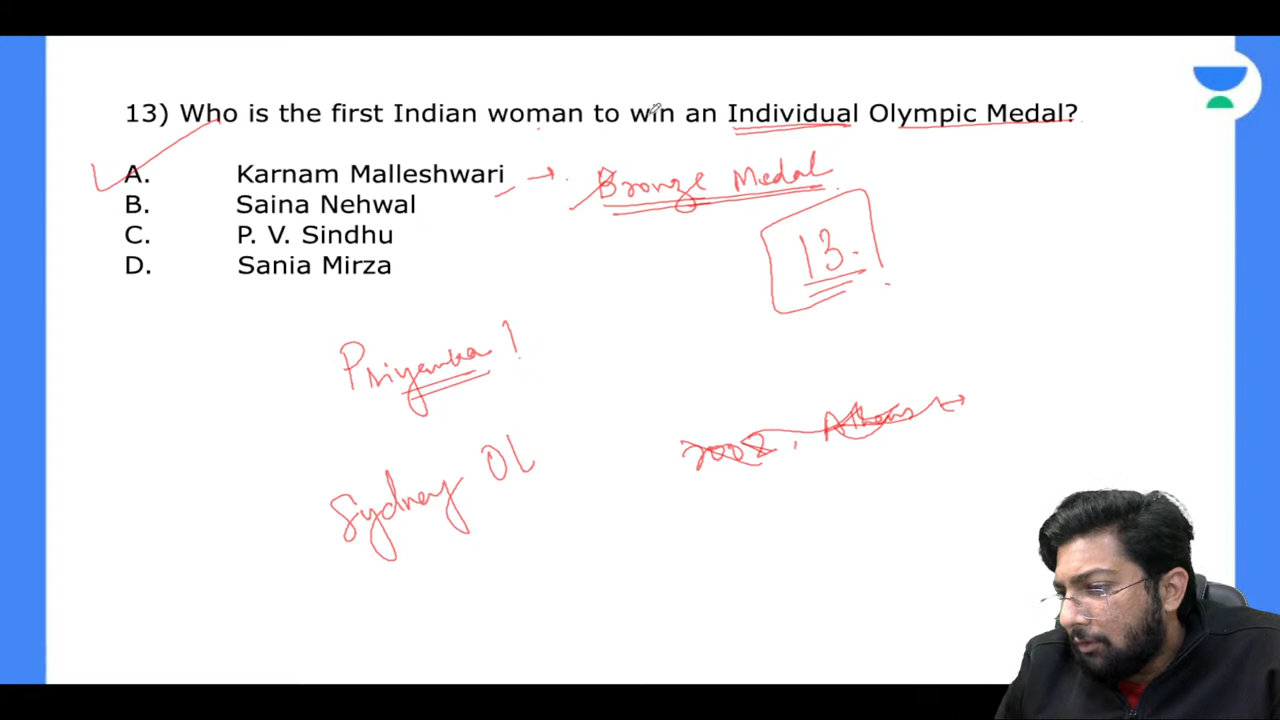 13) Who is the first Indian woman to win an Individual Olympic Medal?
A. Karnam Malleshwari → Bronze Medal
B. Saina Nehwal
C. P. V. Sindhu
D. Sania Mirza
13.
Priyanka
Sydney OL
Athens